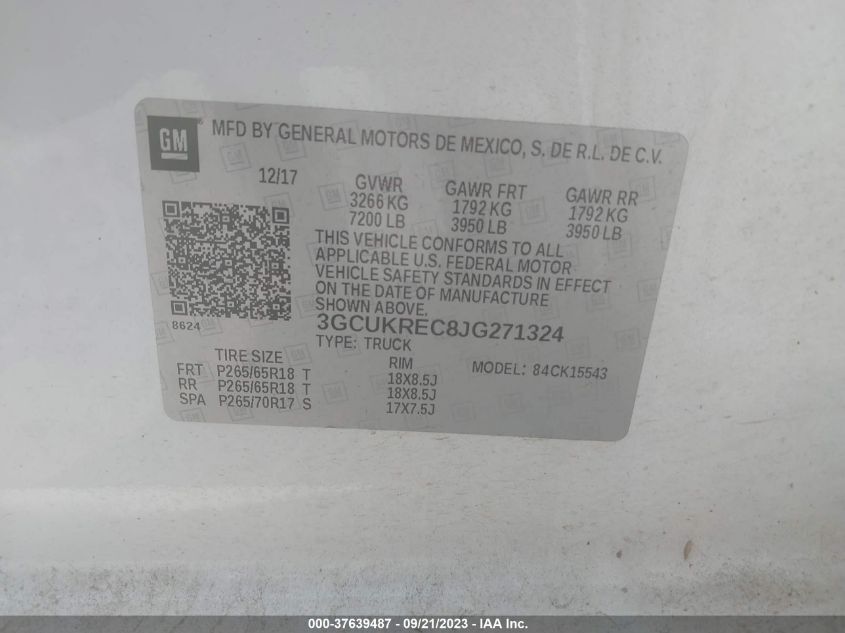 GM ® MFD BY GENERAL MOTORS DE MEXICO, S. DE R.L. DE C.V.
12/17
GVWR GAWR FRT GAWR RR
3266 KG 1792 KG 1792 KG
7200 LB 3950 LB 3950 LB
THIS VEHICLE CONFORMS TO ALL
APPLICABLE U.S. FEDERAL MOTOR
VEHICLE SAFETY STANDARDS IN EFFECT
ON THE DATE OF MANUFACTURE
SHOWN ABOVE.
8624
3GCUKREC8JG271324
TYPE: TRUCK
TIRE SIZE RIM MODEL: 84CK15543
FRT P265/65R18 T 18X8.5J
RR P265/65R18 T 18X8.5J
SPA P265/70R17 S 17X7.5J
000-37639487 - 09/21/2023 - IAA Inc.